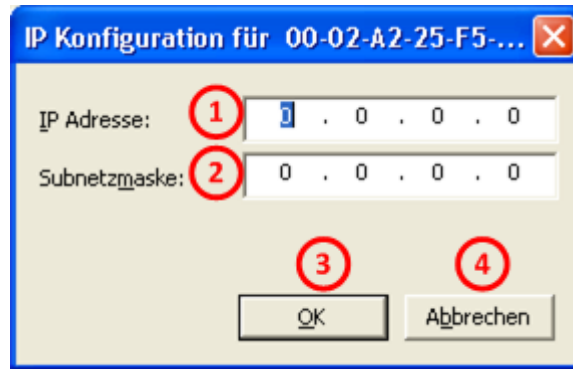 IP Konfiguration für 00-02-A2-25-F5-...
IP Adresse: 1 0 . 0 . 0 . 0
Subnetzmaske: 2 0 . 0 . 0 . 0
3 4
OK Abbrechen